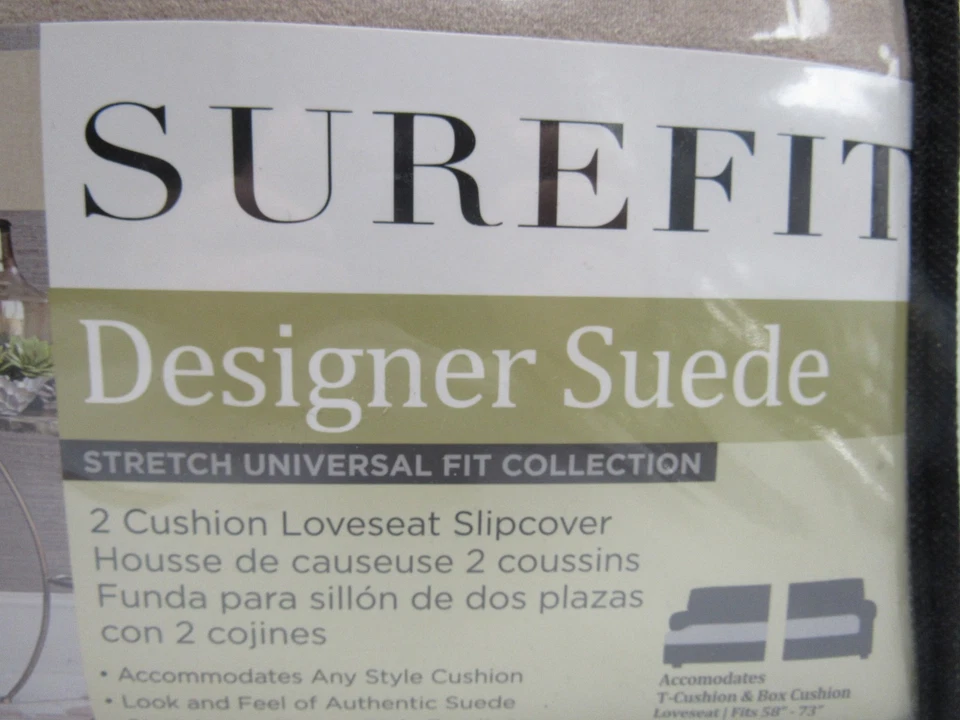 SUREFIT
Designer Suede
STRETCH UNIVERSAL FIT COLLECTION
2 Cushion Loveseat Slipcover
Housse de causeuse 2 coussins
Funda para sillón de dos plazas
con 2 cojines
• Accommodates Any Style Cushion
• Look and Feel of Authentic Suede
Accomodates
T-Cushion & Box Cushion
Loveseat | Fits 58" - 73"